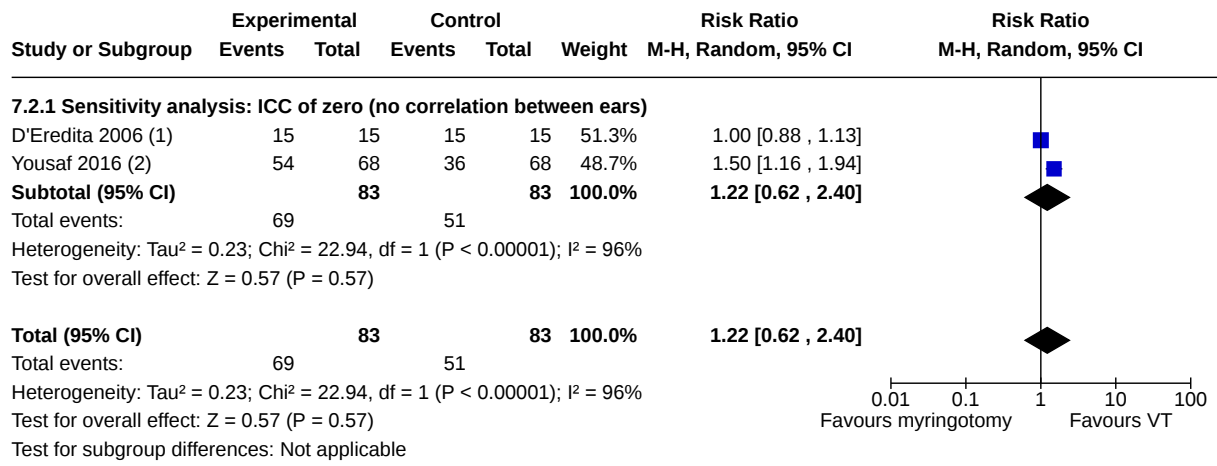 Experimental Control Risk Ratio Risk Ratio
Study or Subgroup Events Total Events Total Weight M-H, Random, 95% CI M-H, Random, 95% CI
7.2.1 Sensitivity analysis: ICC of zero (no correlation between ears)
D'Eredita 2006 (1) 15 15 15 15 51.3% 1.00 [0.88 , 1.13]
Yousaf 2016 (2) 54 68 36 68 48.7% 1.50 [1.16 , 1.94]
Subtotal (95% CI) 83 83 100.0% 1.22 [0.62 , 2.40]
Total events: 69 51
Heterogeneity: Tau² = 0.23; Chi² = 22.94, df = 1 (P < 0.00001); I² = 96%
Test for overall effect: Z = 0.57 (P = 0.57)
Total (95% CI) 83 83 100.0% 1.22 [0.62 , 2.40]
Total events: 69 51
Heterogeneity: Tau² = 0.23; Chi² = 22.94, df = 1 (P < 0.00001); I² = 96%
0.01 0.1 1 10 100
Test for overall effect: Z = 0.57 (P = 0.57) Favours myringotomy Favours VT
Test for subgroup differences: Not applicable